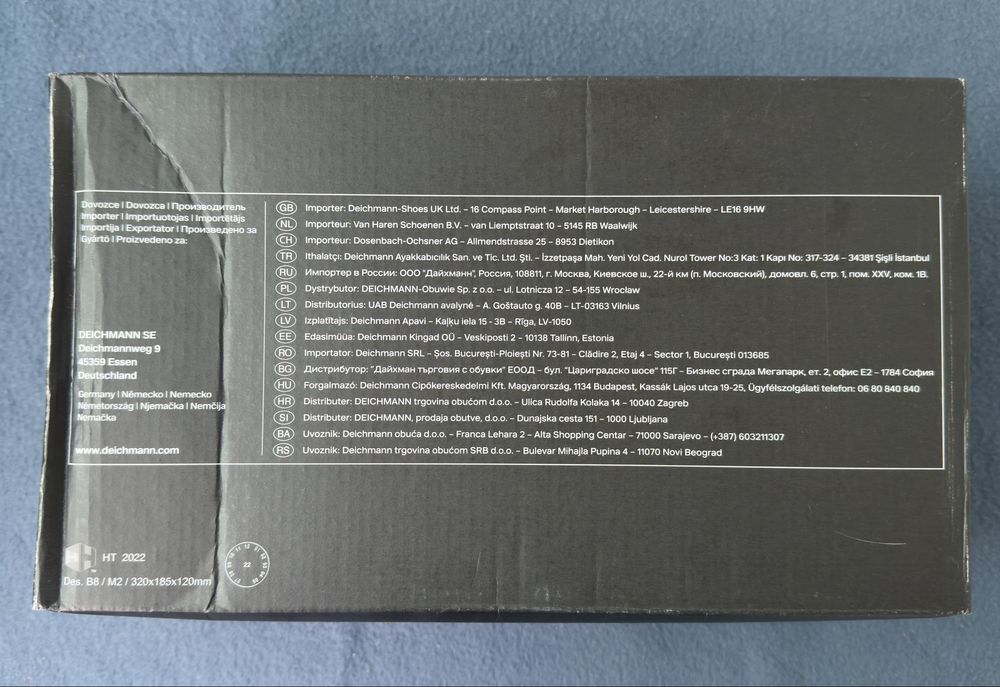 Dovozce | Dovozca | Производитель
Importer | Importuotojas | Importētājs
Importija | Exportator | Произведено за
Gyártó | Proizvedeno za:
DEICHMANN SE
Deichmannweg 9
45359 Essen
Deutschland
Germany | Německo | Nemecko
Németország | Njemačka | Nemčija
Nemačka
www.deichmann.com
GB Importer: Deichmann-Shoes UK Ltd. – 16 Compass Point – Market Harborough – Leicestershire – LE16 9HW
NL Importeur: Van Haren Schoenen B.V. – van Liemptstraat 10 – 5145 RB Waalwijk
CH Importeur: Dosenbach-Ochsner AG – Allmendstrasse 25 – 8953 Dietikon
TR Ithalatçı: Deichmann Ayakkabıcılık San. ve Tic. Ltd. Şti. – İzzetpaşa Mah. Yeni Yol Cad. Nurol Tower No:3 Kat: 1 Kapı No: 317-324 – 34381 Şişli İstanbul
RU Импортер в России: ООО "Дайхманн", Россия, 108811, г. Москва, Киевское ш., 22-й км (п. Московский), домовл. 6, стр. 1, пом. XXV, ком. 1В.
PL Dystrybutor: DEICHMANN-Obuwie Sp. z o.o. – ul. Lotnicza 12 – 54-155 Wrocław
LT Distributorius: UAB Deichmann avalynė – A. Goštauto g. 40B – LT-03163 Vilnius
LV Izplatītajs: Deichmann Apavi – Kaļķu iela 15 - 3B – Rīga, LV-1050
EE Edasimüüa: Deichmann Kingad OÜ – Veskiposti 2 – 10138 Tallinn, Estonia
RO Importator: Deichmann SRL – Şos. Bucureşti-Ploieşti Nr. 73-81 – Clădire 2, Etaj 4 – Sector 1, Bucureşti 013685
BG Дистрибутор: "Дайхман търговия с обувки" ЕООД – бул. "Цариградско шосе" 115Г – Бизнес сграда Мегапарк, ет. 2, офис Е2 – 1784 София
HU Forgalmazó: Deichmann Cipőkereskedelmi Kft. Magyarország, 1134 Budapest, Kassák Lajos utca 19-25, Ügyfélszolgálati telefon: 06 80 840 840
HR Distributer: DEICHMANN trgovina obućom d.o.o. – Ulica Rudolfa Kolaka 14 – 10040 Zagreb
SI Distributer: DEICHMANN, prodaja obutve, d.o.o. – Dunajska cesta 151 – 1000 Ljubljana
BA Uvoznik: Deichmann obuća d.o.o. – Franca Lehara 2 – Alta Shopping Centar – 71000 Sarajevo – (+387) 603211307
RS Uvoznik: Deichmann trgovina obućom SRB d.o.o. – Bulevar Mihajla Pupina 4 – 11070 Novi Beograd
HT 2022
Des. B8 / M2 / 320x185x120mm
22